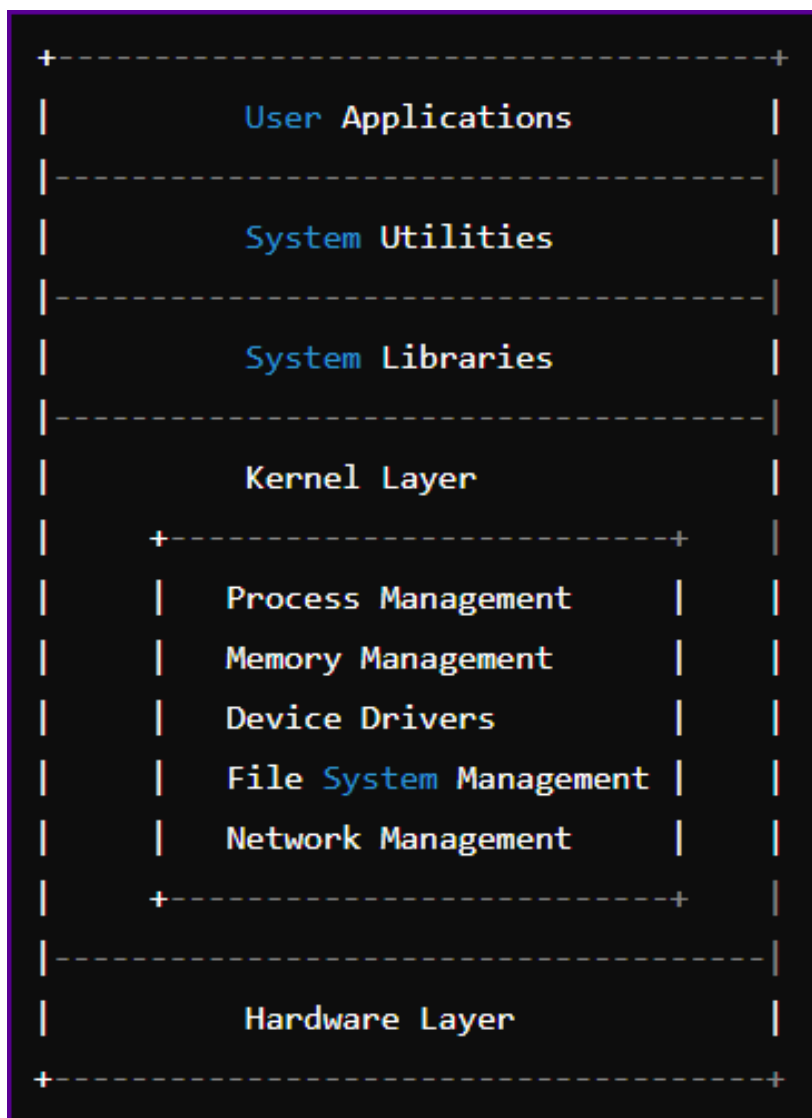 User Applications
System Utilities
System Libraries
Kernel Layer
Process Management
Memory Management
Device Drivers
File System Management
Network Management
Hardware Layer